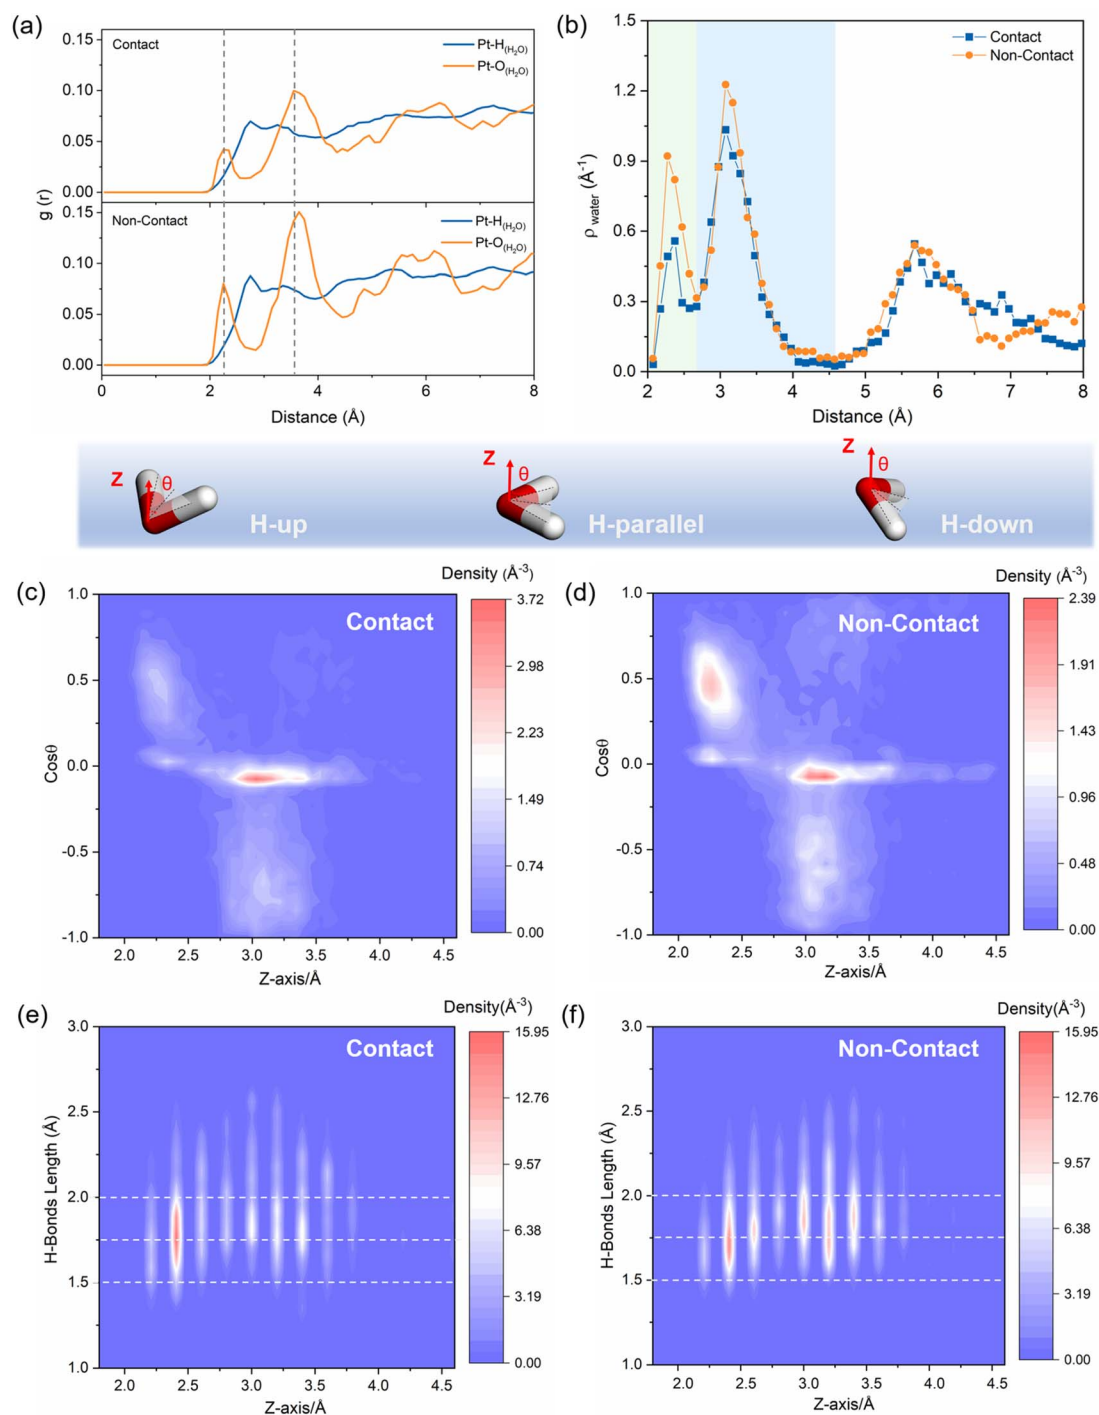 (a)
0.15
Contact
Pt-H(H2O)
Pt-O(H2O)
0.10
0.05
0.00
g (r)
0.15
Non-Contact
Pt-H(H2O)
Pt-O(H2O)
0.10
0.05
0.00
0 2 4 6 8
Distance (Å)
(b)
1.5
Contact
Non-Contact
1.2
0.9
ρ water (Å-1)
0.6
0.3
0.0
2 3 4 5 6 7 8
Distance (Å)
Z θ
H-up
Z θ
H-parallel
Z θ
H-down
(c)
Density (Å-3)
Contact
1.0
0.5
0.0
-0.5
-1.0
Cosθ
2.0 2.5 3.0 3.5 4.0 4.5
Z-axis/Å
3.72
2.98
2.23
1.49
0.74
0.00
(d)
Density (Å-3)
Non-Contact
1.0
0.5
0.0
-0.5
-1.0
Cosθ
2.0 2.5 3.0 3.5 4.0 4.5
Z-axis/Å
2.39
1.91
1.43
0.96
0.48
0.00
(e)
Density(Å-3)
Contact
3.0
2.5
2.0
1.5
1.0
H-Bonds Length (Å)
2.0 2.5 3.0 3.5 4.0 4.5
Z-axis/Å
15.95
12.76
9.57
6.38
3.19
0.00
(f)
Density(Å-3)
Non-Contact
3.0
2.5
2.0
1.5
1.0
H-Bonds Length (Å)
2.0 2.5 3.0 3.5 4.0 4.5
Z-axis/Å
15.95
12.76
9.57
6.38
3.19
0.00